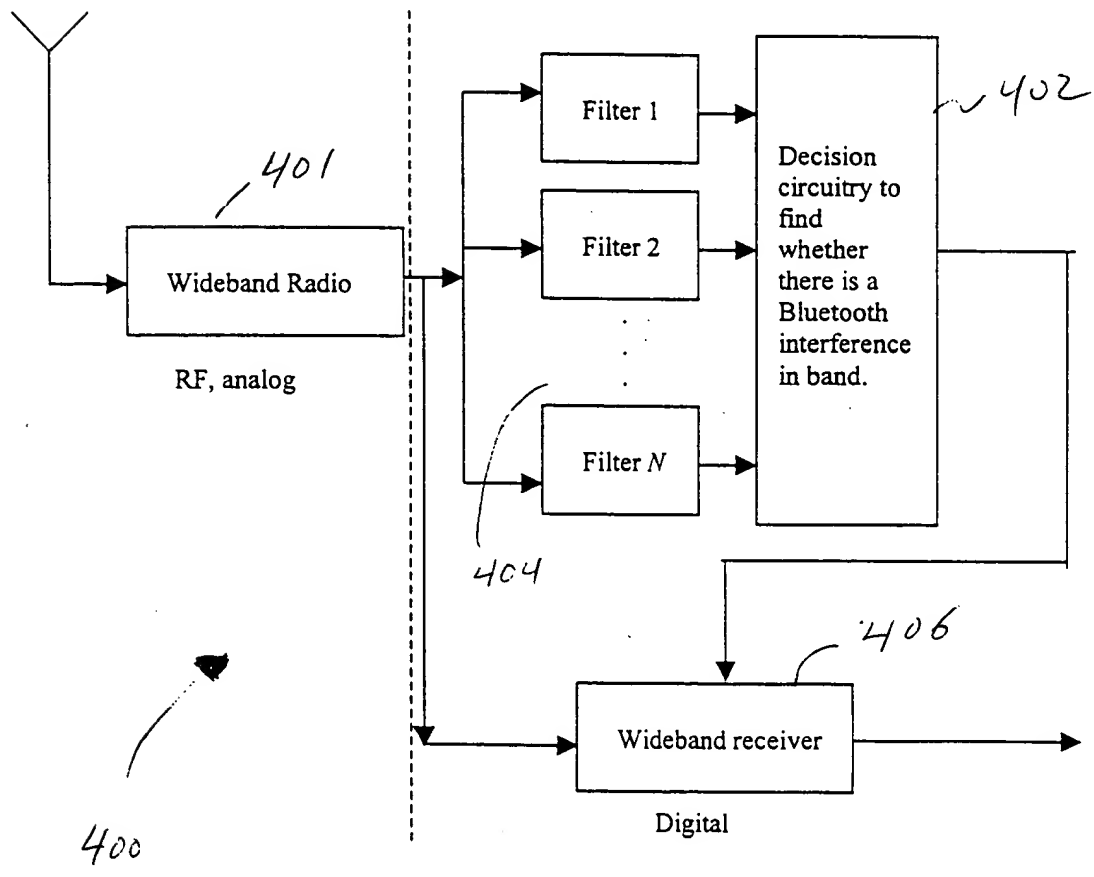 Filter 1
402
401
Decision
circuitry to
find
whether
there is a
Bluetooth
interference
in band.
Filter 2
Wideband Radio
RF, analog
Filter N
404
406
Wideband receiver
Digital
400